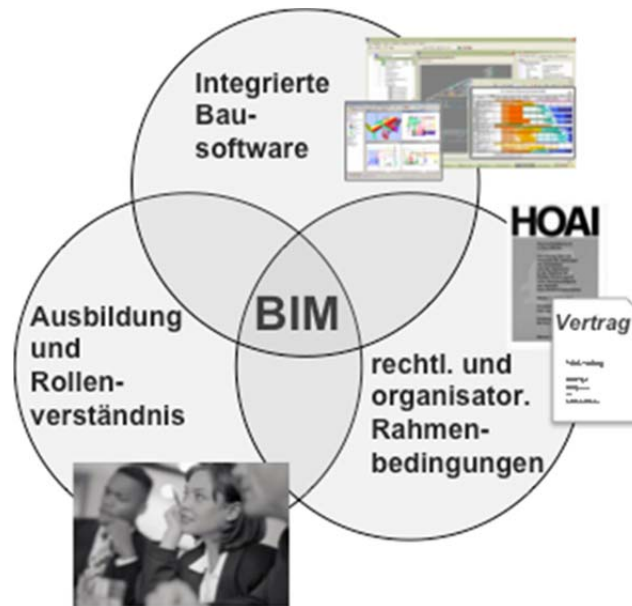 Integrierte
Bau-
software
HOAI
BIM
Ausbildung
und
Rollen-
verständnis
Vertrag
rechtl. und
organisator.
Rahmen-
bedingungen